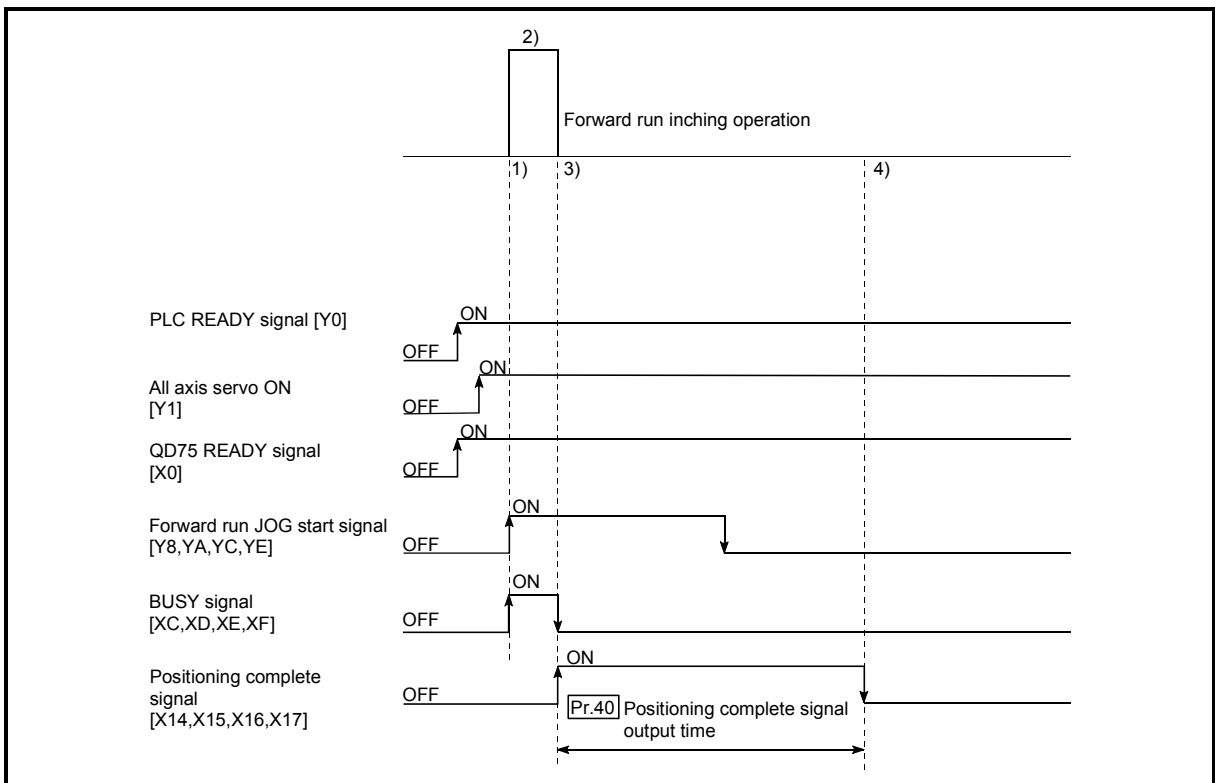 2)
Forward run inching operation
1)
3)
4)
PLC READY signal [Y0]
OFF
ON
All axis servo ON
[Y1]
OFF
ON
QD75 READY signal
[X0]
OFF
ON
Forward run JOG start signal
[Y8,YA,YC,YE]
OFF
ON
BUSY signal
[XC,XD,XE,XF]
OFF
ON
Positioning complete
signal
[X14,X15,X16,X17]
OFF
ON
Pr.40 Positioning complete signal
output time